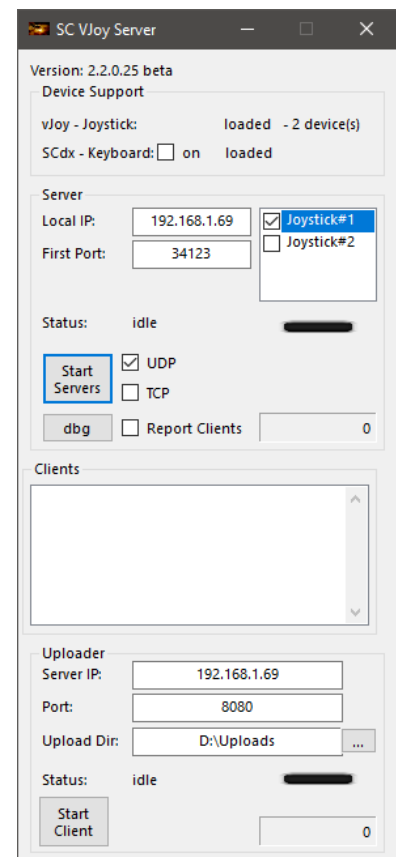 SC VJoy Server
Version: 2.2.0.25 beta
Device Support
vJoy - Joystick: loaded - 2 device(s)
SCdx - Keyboard: on loaded
Server
Local IP: 192.168.1.69 Joystick#1
Joystick#2
First Port: 34123
Status: idle
Start Servers
UDP
TCP
dbg Report Clients 0
Clients
Uploader
Server IP: 192.168.1.69
Port: 8080
Upload Dir: D:\Uploads ...
Status: idle
Start
Client 0